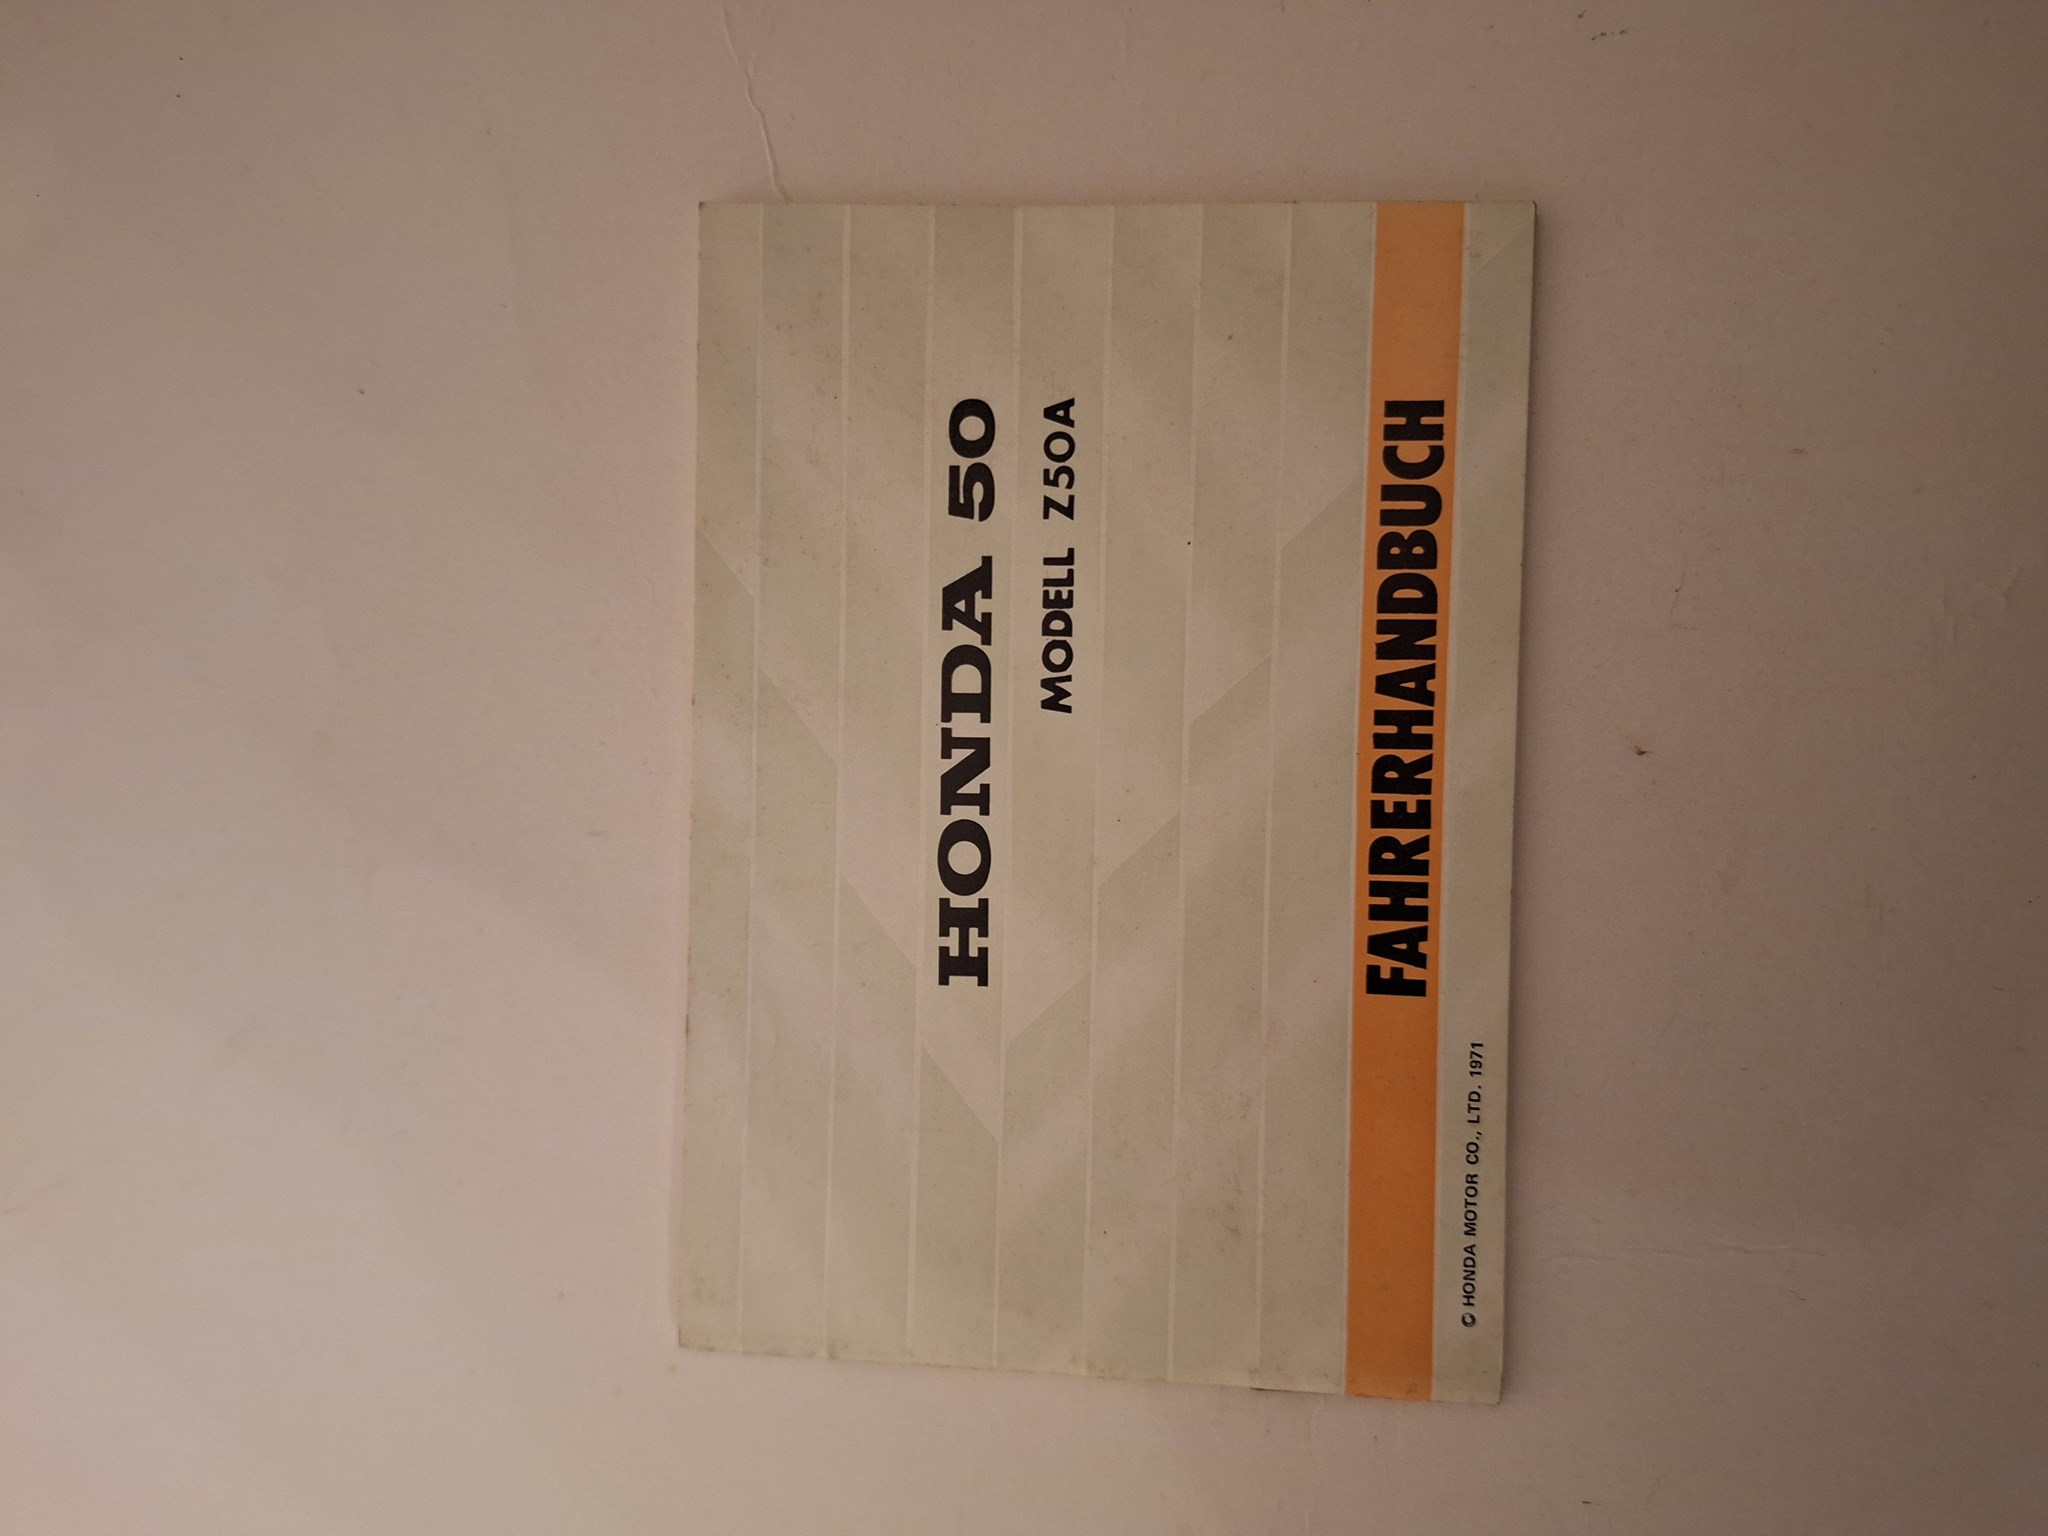 HONDA 50
MODELL Z50A
FAHRERHANDBUCH
© HONDA MOTOR CO., LTD. 1971